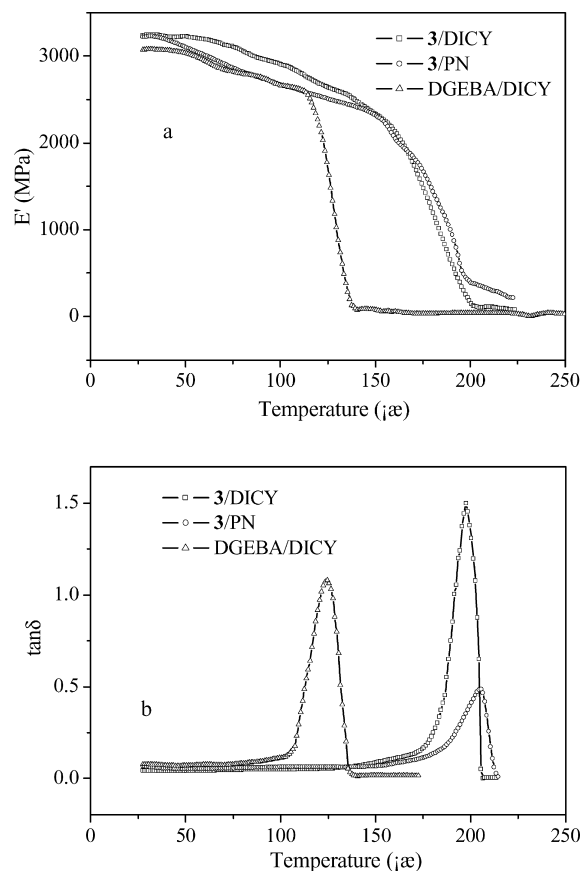 3000
2000
1000
0
E' (MPa)
a
3/DICY
3/PN
DGEBA/DICY
0 50 100 150 200 250
Temperature (¡æ)
1.5
1.0
0.5
0.0
tanδ
b
3/DICY
3/PN
DGEBA/DICY
0 50 100 150 200 250
Temperature (¡æ)